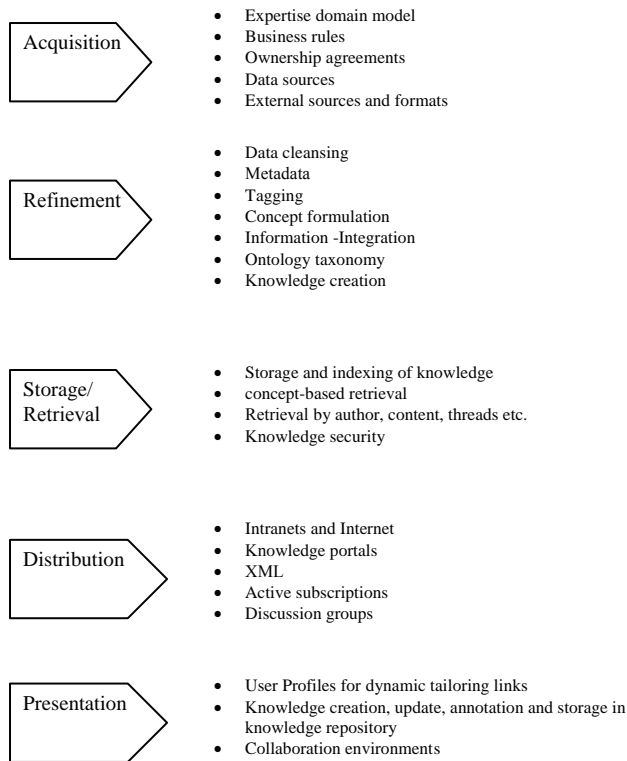 Acquisition
• Expertise domain model
• Business rules
• Ownership agreements
• Data sources
• External sources and formats
Refinement
• Data cleansing
• Metadata
• Tagging
• Concept formulation
• Information -Integration
• Ontology taxonomy
• Knowledge creation
Storage/
Retrieval
• Storage and indexing of knowledge
• concept-based retrieval
• Retrieval by author, content, threads etc.
• Knowledge security
Distribution
• Intranets and Internet
• Knowledge portals
• XML
• Active subscriptions
• Discussion groups
Presentation
• User Profiles for dynamic tailoring links
• Knowledge creation, update, annotation and storage in
knowledge repository
• Collaboration environments